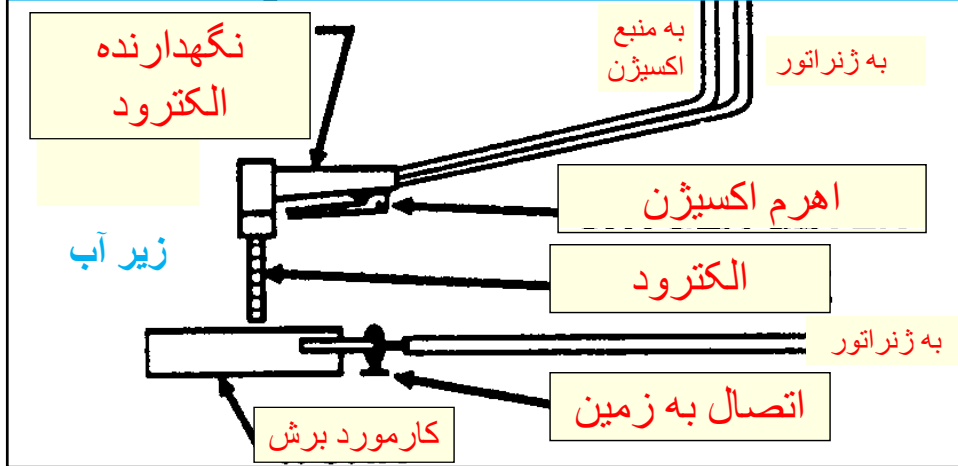 نگهدارنده
الکترود
به منبع
اکسیژن
به ژنراتور
اهرم اکسیژن
زیر آب
الکترود
به ژنراتور
اتصال به زمین
کارمورد برش